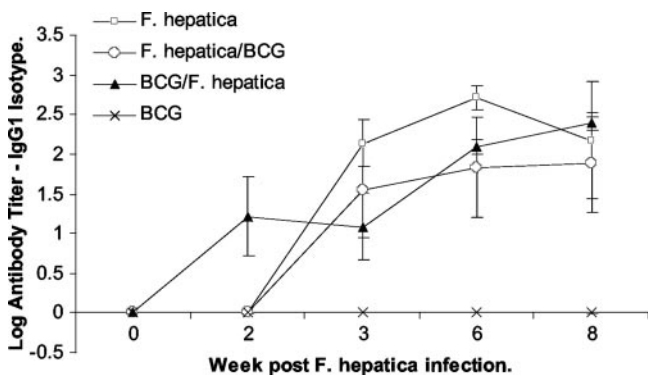 Log Antibody Titer - IgG1 Isotype.
F. hepatica
F. hepatica/BCG
BCG/F. hepatica
BCG
3.5
3
2.5
2
1.5
1
0.5
0
-0.5
0 2 3 6 8
Week post F. hepatica infection.